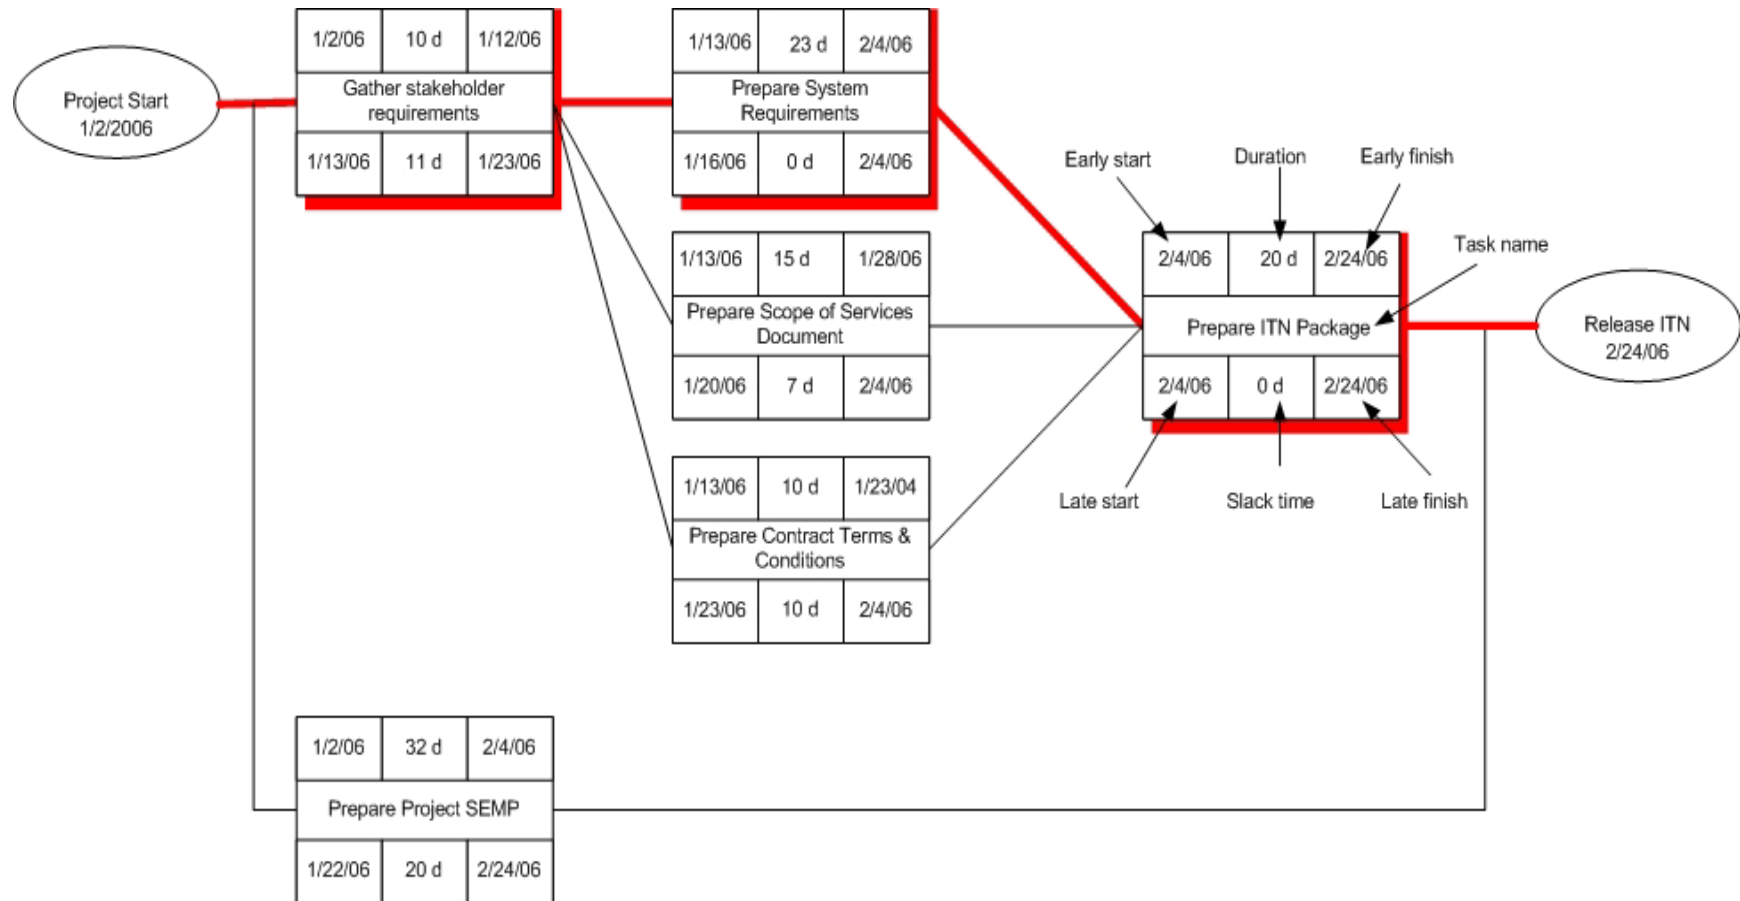 Project Start
1/2/2006
1/2/06 10 d 1/12/06
Gather stakeholder
requirements
1/13/06 11 d 1/23/06
1/13/06 23 d 2/4/06
Prepare System
Requirements
1/16/06 0 d 2/4/06
1/13/06 15 d 1/28/06
Prepare Scope of Services
Document
1/20/06 7 d 2/4/06
1/13/06 10 d 1/23/04
Prepare Contract Terms &
Conditions
1/23/06 10 d 2/4/06
Early start Duration Early finish
Task name
2/4/06 20 d 2/24/06
Prepare ITN Package
2/4/06 0 d 2/24/06
Late start Slack time Late finish
Release ITN
2/24/06
1/2/06 32 d 2/4/06
Prepare Project SEMP
1/22/06 20 d 2/24/06